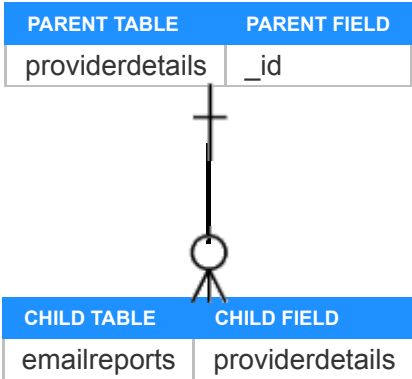 PARENT TABLE PARENT FIELD
providerdetails _id
CHILD TABLE CHILD FIELD
emailreports providerdetails